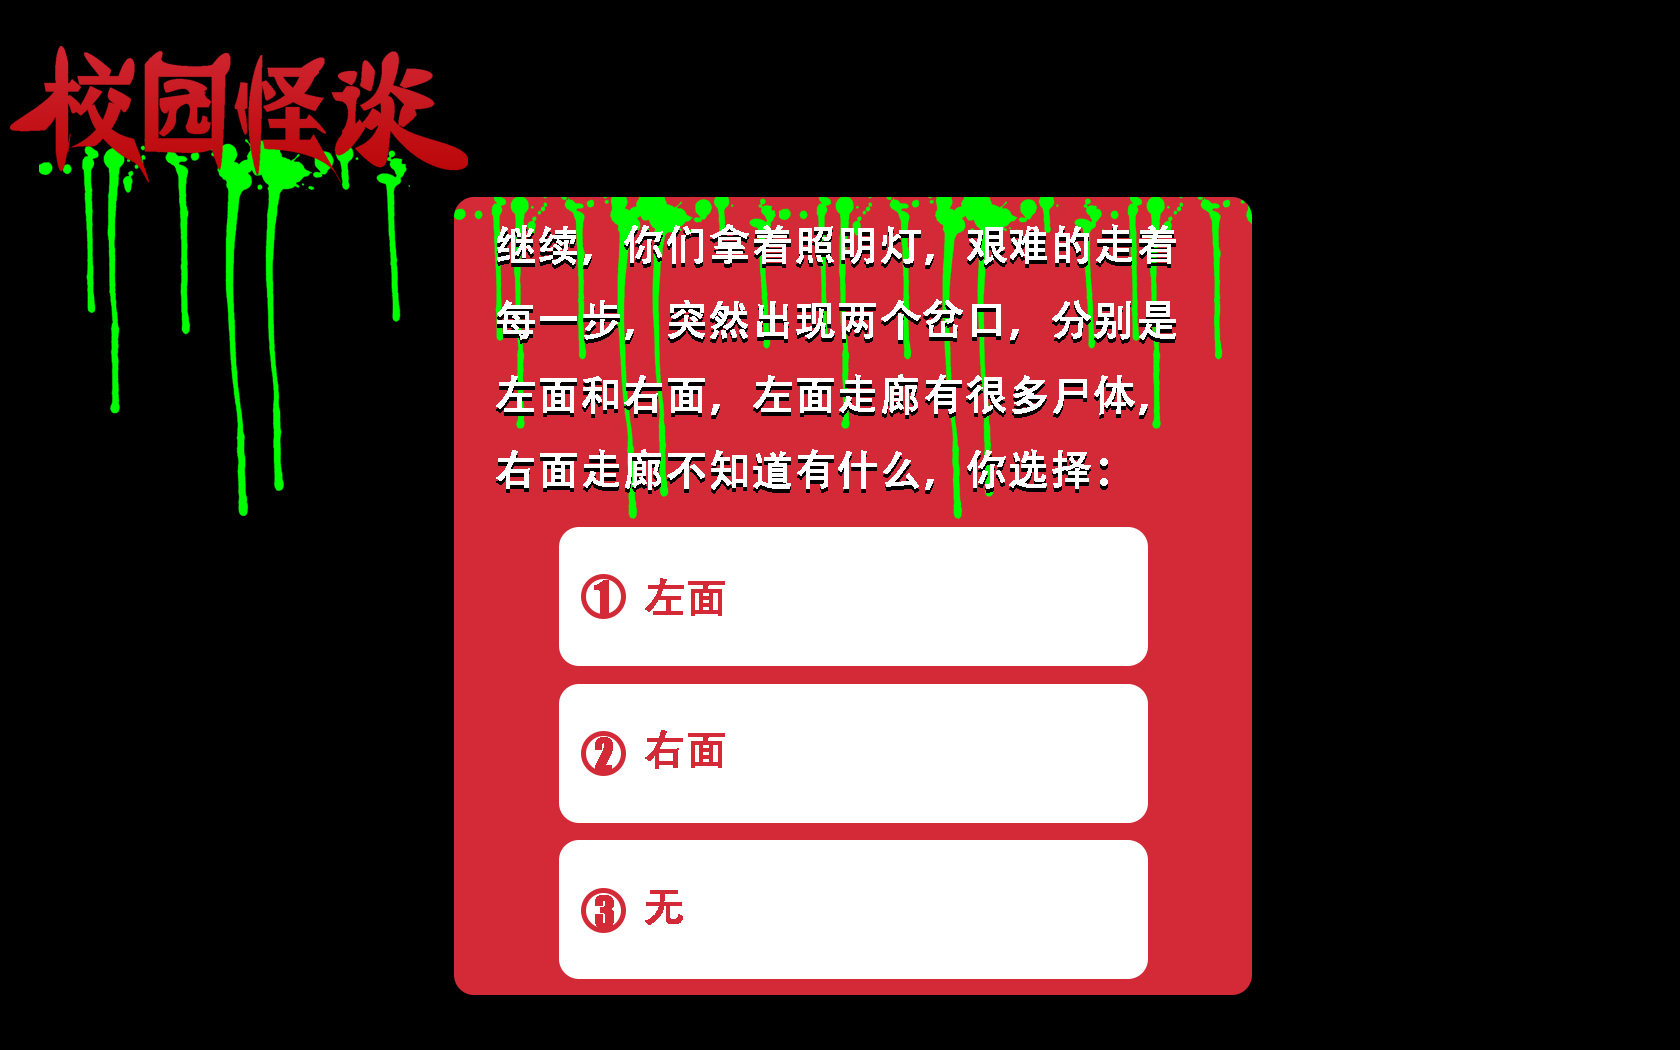 校园怪谈
继续，你们拿着照明灯，艰难的走着
每一步，突然出现两个岔口，分别是
左面和右面，左面走廊有很多尸体，
右面走廊不知道有什么，你选择：
① 左面
② 右面
③ 无